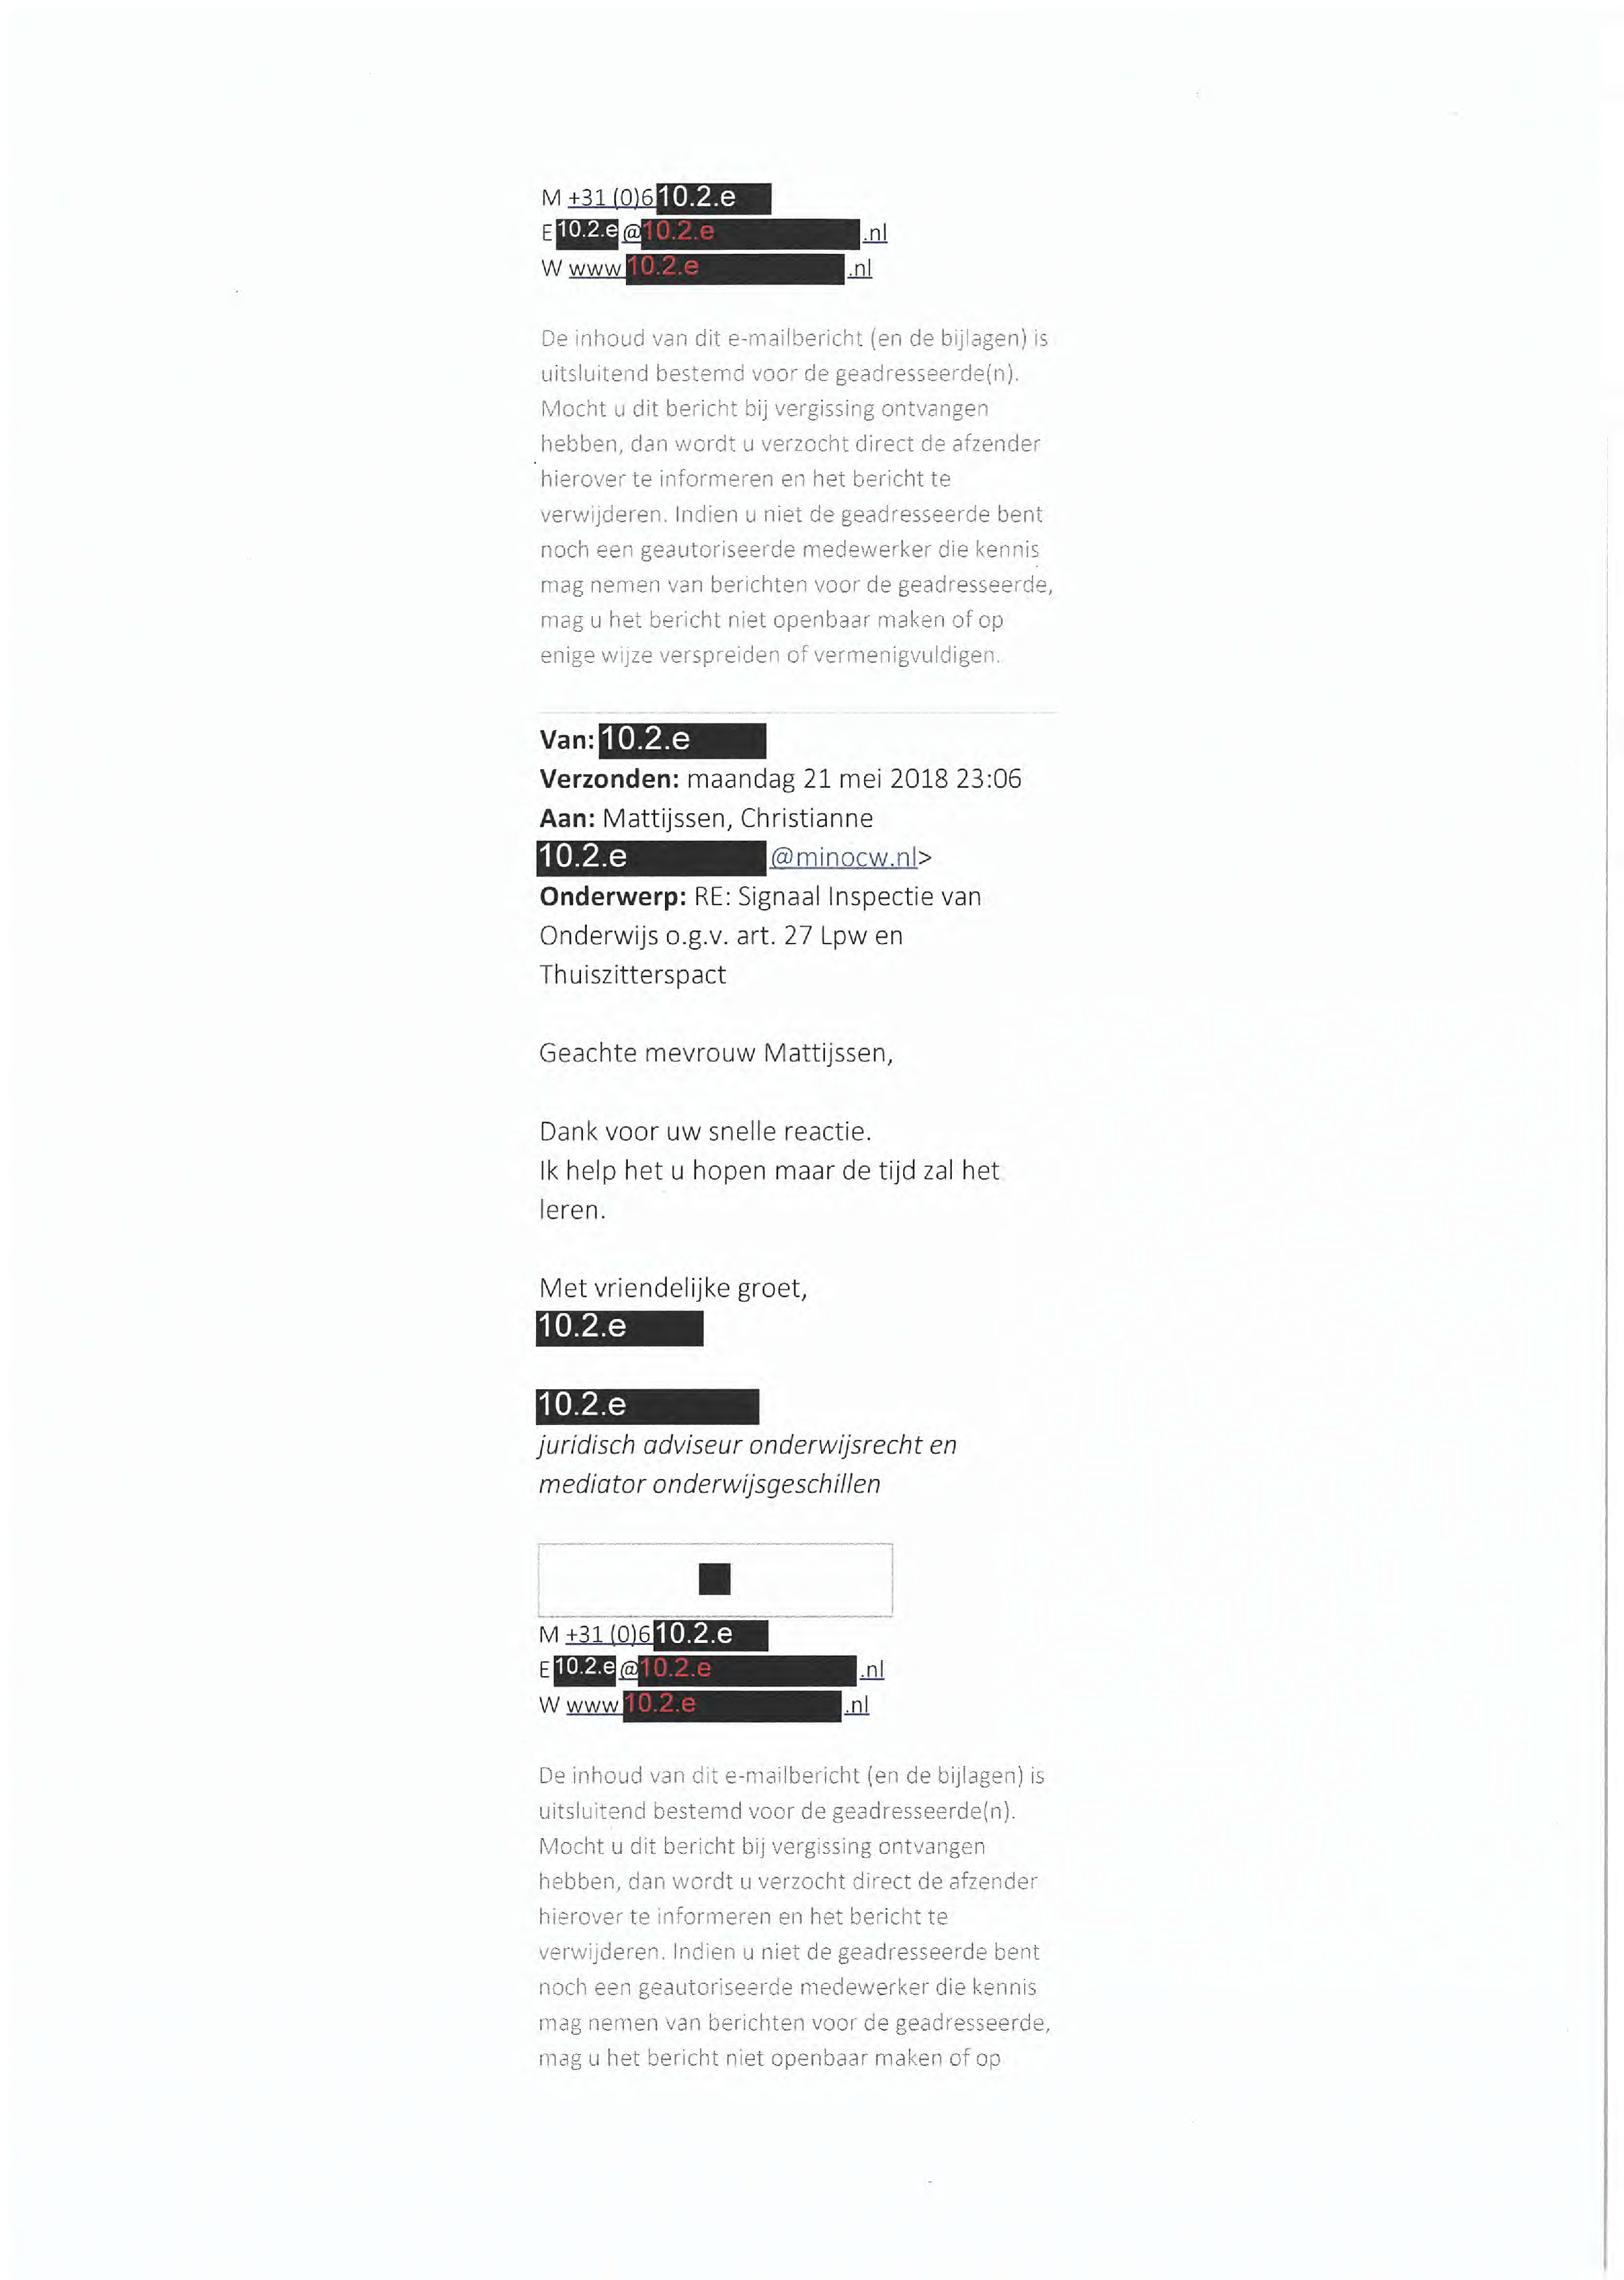 M +31 (0)6 10.2.e
E 10.2.e @ 10.2.e .nl
W www 10.2.e .nl
De inhoud van dit e-mailbericht (en de bijlagen) is
uitsluitend bestemd voor de geadresseerde(n).
Mocht u dit bericht bij vergissing ontvangen
hebben, dan wordt u verzocht direct de afzender
hierover te informeren en het bericht te
verwijderen. Indien u niet de geadresseerde bent
noch een geautoriseerde medewerker die kennis
mag nemen van berichten voor de geadresseerde,
mag u het bericht niet openbaar maken of op
enige wijze verspreiden of vermenigvuldigen.
Van: 10.2.e
Verzonden: maandag 21 mei 2018 23:06
Aan: Mattijssen, Christianne
10.2.e @minocw.nl>
Onderwerp: RE: Signaal Inspectie van
Onderwijs o.g.v. art. 27 Lpw en
Thuiszitterspact
Geachte mevrouw Mattijssen,
Dank voor uw snelle reactie.
Ik help het u hopen maar de tijd zal het
leren.
Met vriendelijke groet,
10.2.e
10.2.e
juridisch adviseur onderwijsrecht en
mediator onderwijsgeschillen
M +31 (0)6 10.2.e
E 10.2.e @ 10.2.e .nl
W www 10.2.e .nl
De inhoud van dit e-mailbericht (en de bijlagen) is
uitsluitend bestemd voor de geadresseerde(n).
Mocht u dit bericht bij vergissing ontvangen
hebben, dan wordt u verzocht direct de afzender
hierover te informeren en het bericht te
verwijderen. Indien u niet de geadresseerde bent
noch een geautoriseerde medewerker die kennis
mag nemen van berichten voor de geadresseerde,
mag u het bericht niet openbaar maken of op